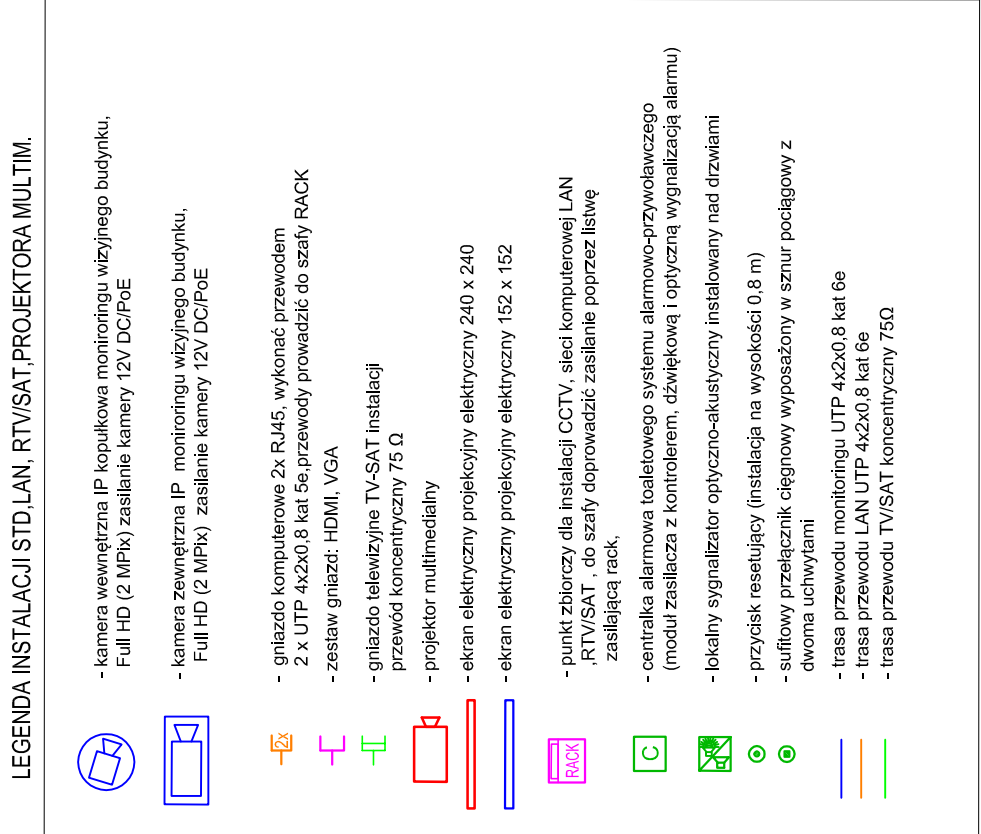 LEGENDA INSTALACJI STD,LAN, RTV/SAT,PROJEKTORA MULTIM.
- kamera wewnętrzna IP kopułkowa moniroringu wizyjnego budynku,
Full HD (2 MPix) zasilanie kamery 12V DC/PoE
- kamera zewnętrzna IP moniroringu wizyjnego budynku,
Full HD (2 MPix) zasilanie kamery 12V DC/PoE
2x
- gniazdo komputerowe 2x RJ45, wykonać przewodem
2 x UTP 4x2x0,8 kat 5e,przewody prowadzić do szafy RACK
- zestaw gniazd: HDMI, VGA
- gniazdo telewizyjne TV-SAT instalacji
przewód koncentryczny 75 Ω
- projektor multimedialny
- ekran elektryczny projekcyjny elektryczny 240 x 240
- ekran elektryczny projekcyjny elektryczny 152 x 152
RACK
- punkt zbiorczy dla instalacji CCTV, sieci komputerowej LAN
,RTV/SAT , do szafy doprowadzić zasilanie poprzez listwę
zasilającą rack,
C
- centralka alarmowa toaletowego systemu alarmowo-przywoławczego
(moduł zasilacza z kontrolerem, dźwiękową i optyczną wygnalizacją alarmu)
- lokalny sygnalizator optyczno-akustyczny instalowany nad drzwiami
- przycisk resetujący (instalacja na wysokości 0,8 m)
- sufitowy przełącznik cięgnowy wyposażony w sznur pociągowy z
dwoma uchwytami
- trasa przewodu monitoringu UTP 4x2x0,8 kat 6e
- trasa przewodu LAN UTP 4x2x0,8 kat 6e
- trasa przewodu TV/SAT koncentryczny 75Ω